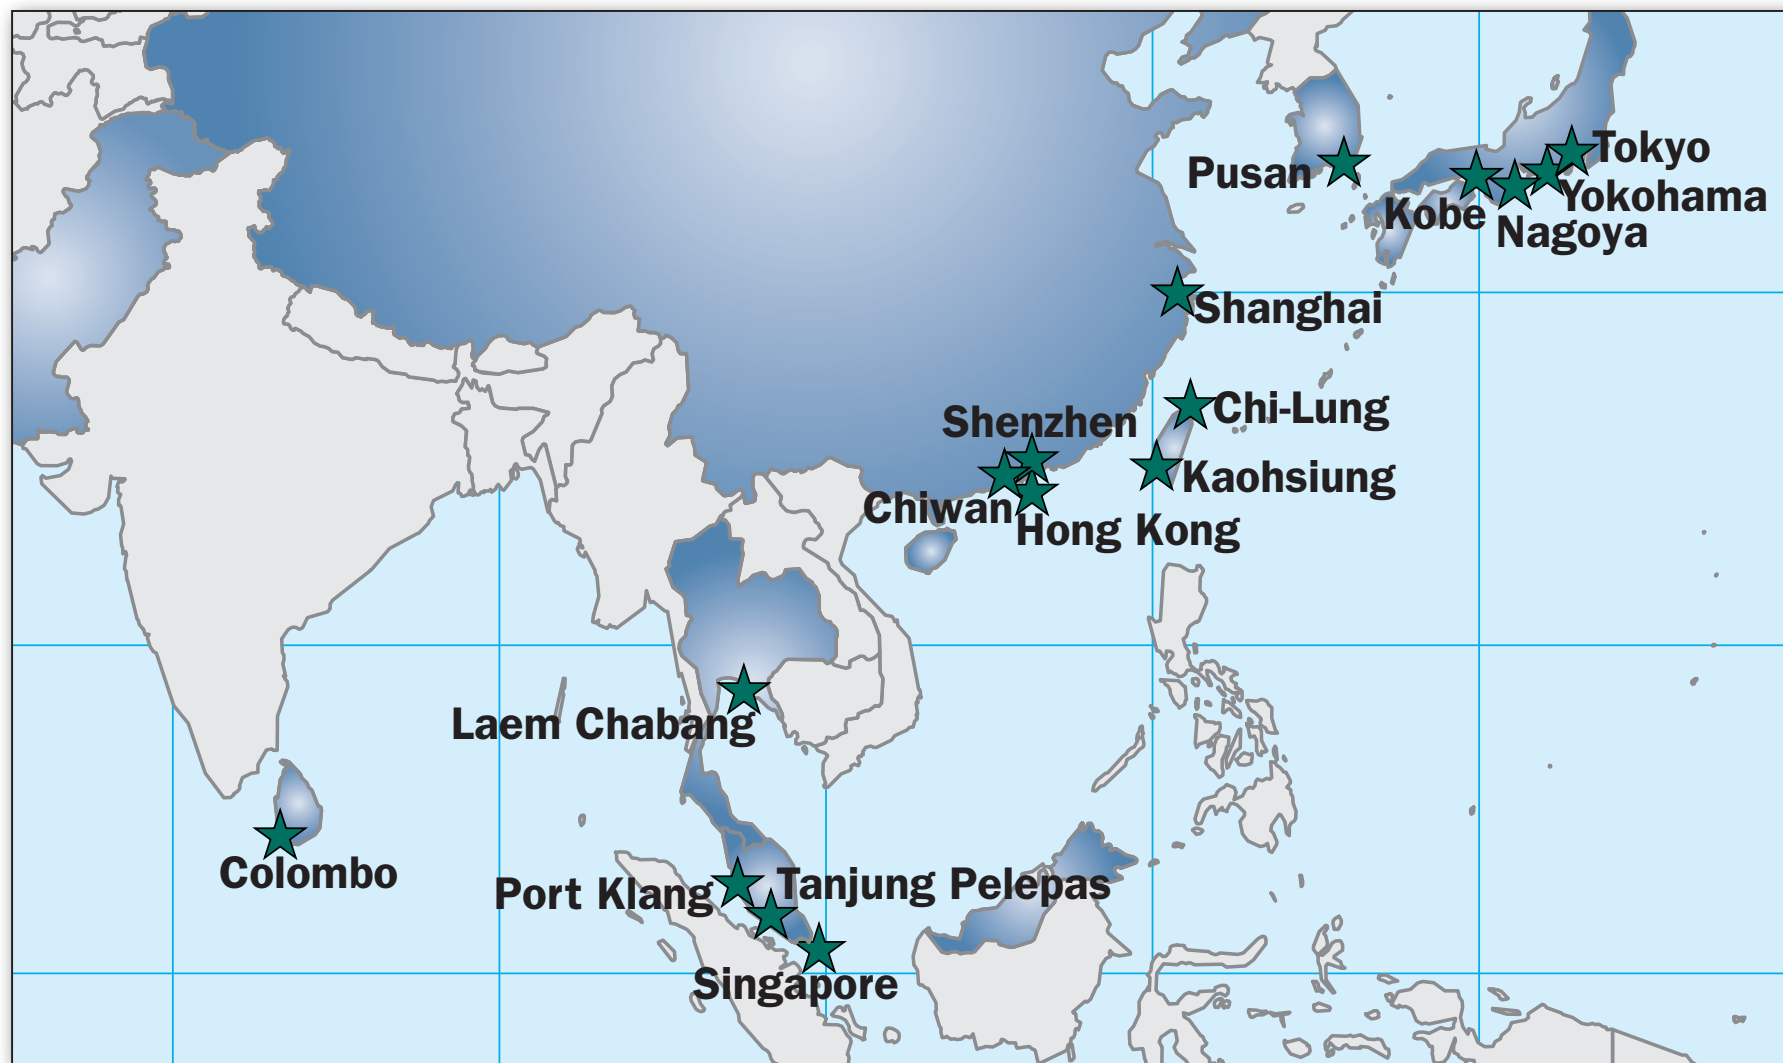 Tokyo
Pusan
Yokohama
Kobe
Nagoya
Shanghai
Chi-Lung
Shenzhen
Kaohsiung
Chiwan
Hong Kong
Laem Chabang
Colombo
Tanjung Pelepas
Port Klang
Singapore